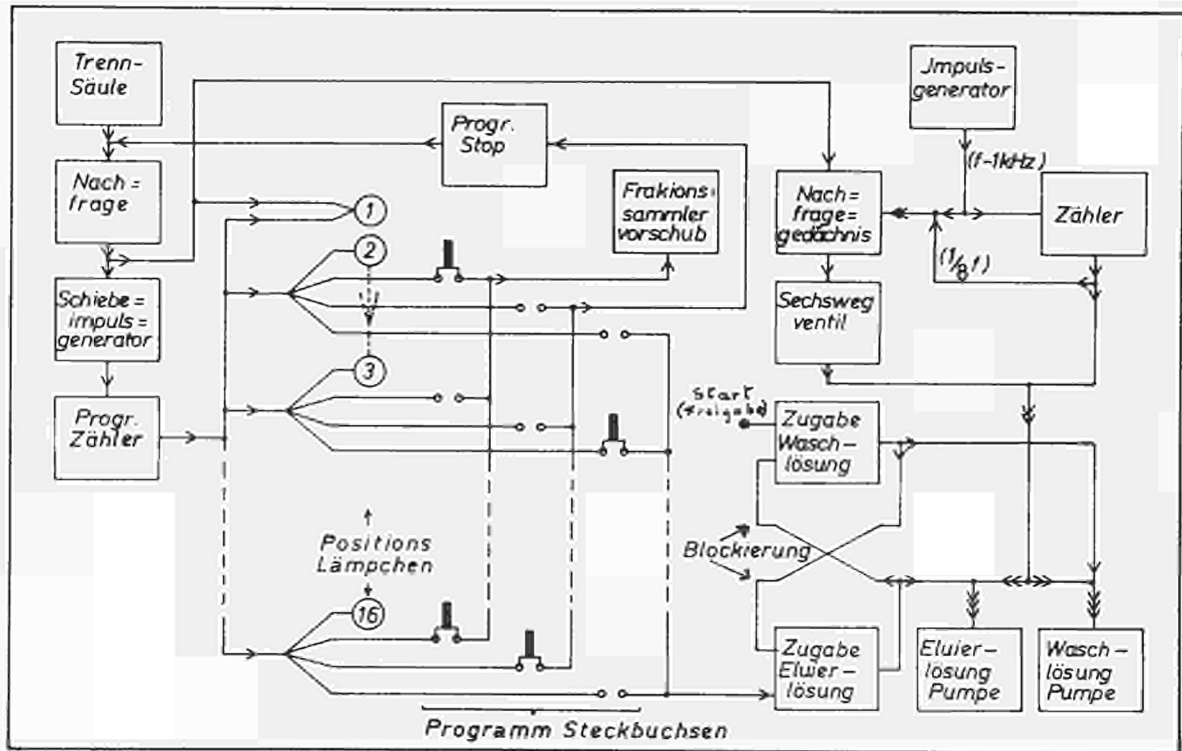 Trenn-
Säule
Nach=
frage
Schiebe=
impuls=
generator
Progr.
Zähler
Progr.
Stop
1
2
3
16
Frakions=
sammler
vorschub
Positions
Lämpchen
Programm Steckbuchsen
Jmpuls-
generator
(f-1kHz)
Nach=
frage=
gedächnis
Zähler
(1/8 f)
Sechsweg
ventil
Start
(Freigabe)
Zugabe
Wasch-
lösung
Blockierung
Zugabe
Eluier-
lösung
Eluier-
lösung
Pumpe
Wasch-
lösung
Pumpe